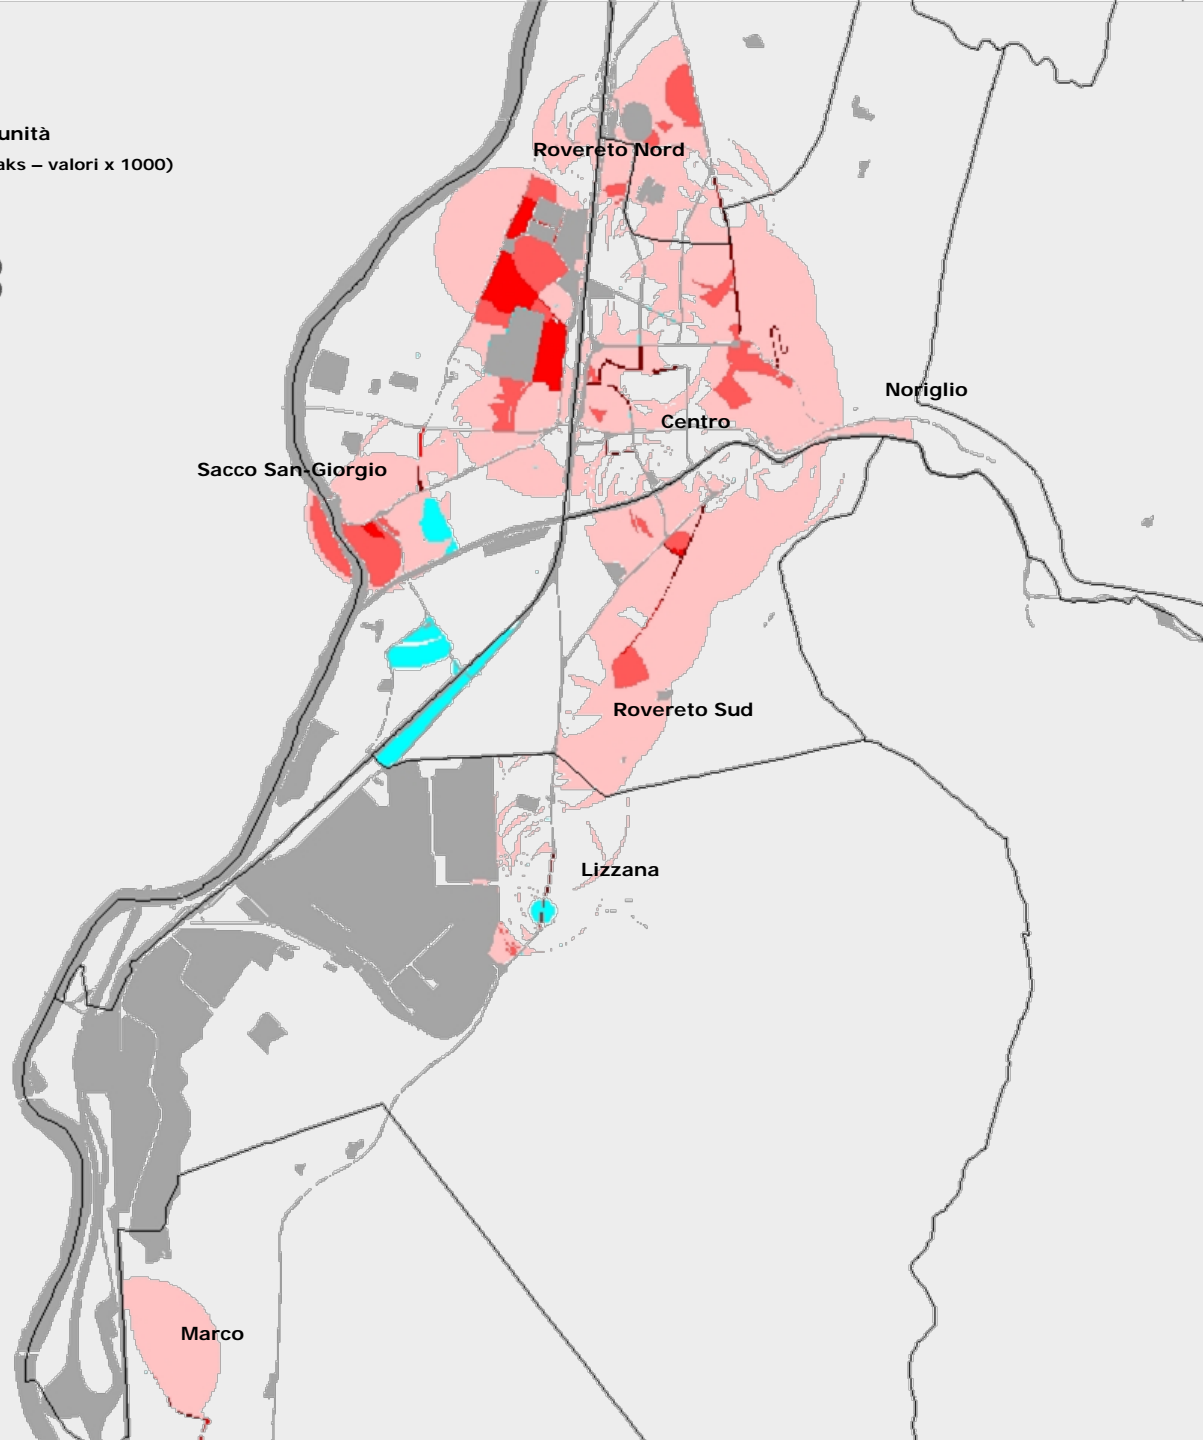 unità
aks – valori x 1000)
Rovereto Nord
Noriglio
Centro
Sacco San-Giorgio
Rovereto Sud
Lizzana
Marco